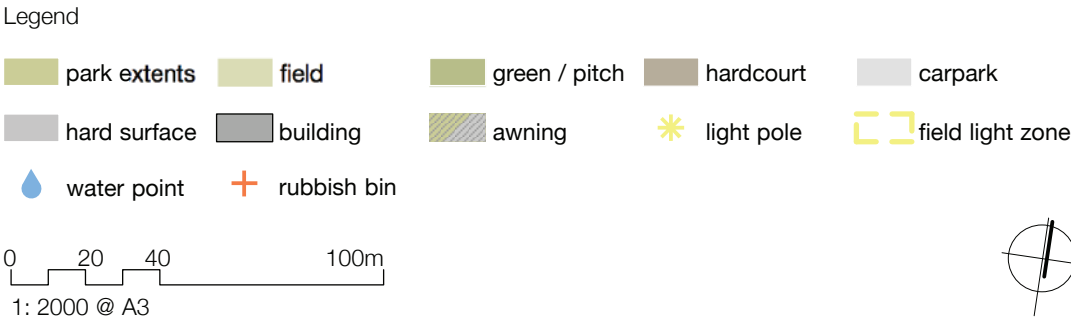 Legend
park extents field green / pitch hardcourt carpark
hard surface building awning light pole field light zone
water point rubbish bin
0 20 40 100m
1: 2000 @ A3